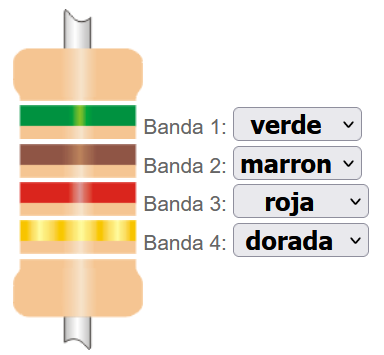 Banda 1: verde
Banda 2: marron
Banda 3: roja
Banda 4: dorada